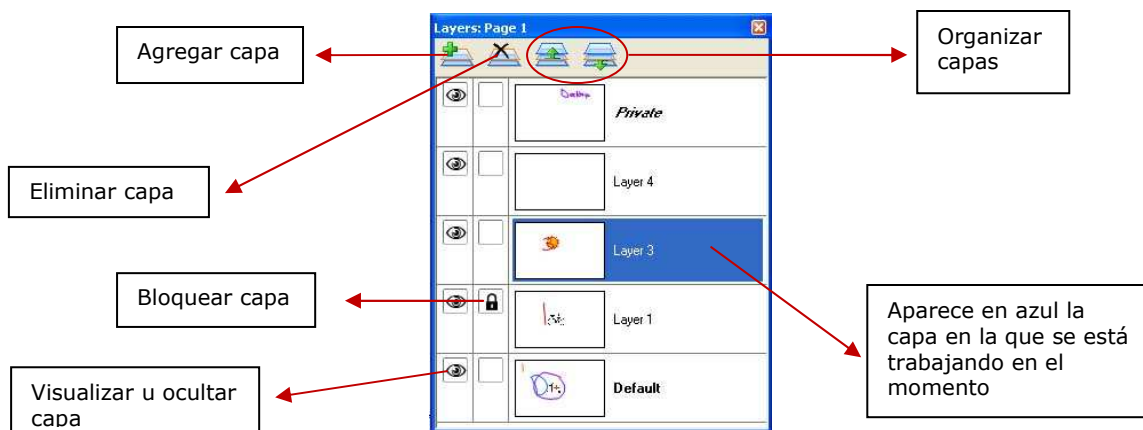 Layers: Page 1
Agregar capa
Organizar
capas
Private
Eliminar capa
Layer 4
Layer 3
Bloquear capa
Layer 1
Aparece en azul la
capa en la que se está
trabajando en el
momento
Visualizar u ocultar
capa
Default